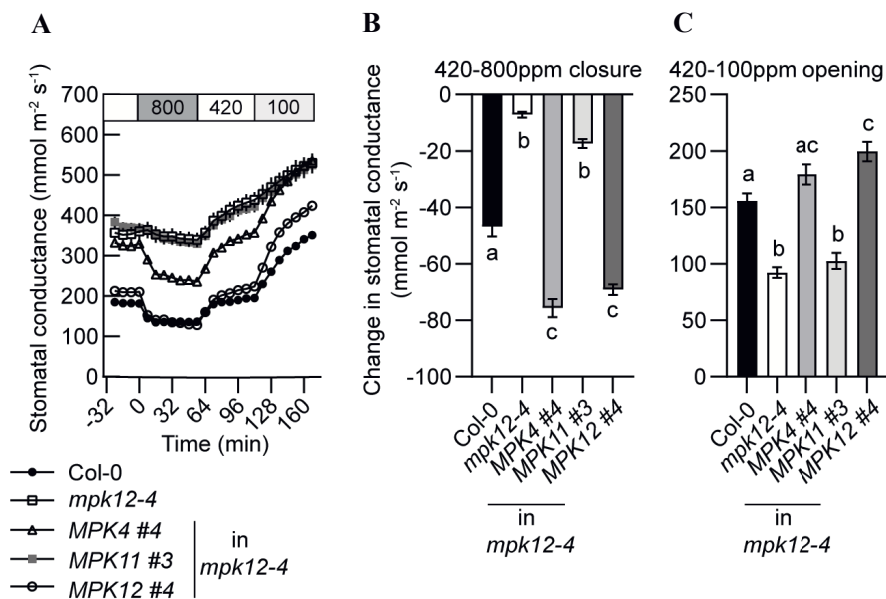 A
Stomatal conductance (mmol m⁻² s⁻¹)
700
600
500
400
300
200
100
0
800
420
100
-32
0
32
64
96
128
160
Time (min)
Col-0
mpk12-4
MPK4 #4
MPK11 #3
MPK12 #4
in
mpk12-4
B
420-800ppm closure
Change in stomatal conductance
(mmol m⁻² s⁻¹)
0
-20
-40
-60
-80
-100
a
b
c
b
c
Col-0
mpk12-4
MPK4 #4
MPK11 #3
MPK12 #4
in
mpk12-4
C
420-100ppm opening
250
200
150
100
50
0
a
b
ac
b
c
Col-0
mpk12-4
MPK4 #4
MPK11 #3
MPK12 #4
in
mpk12-4